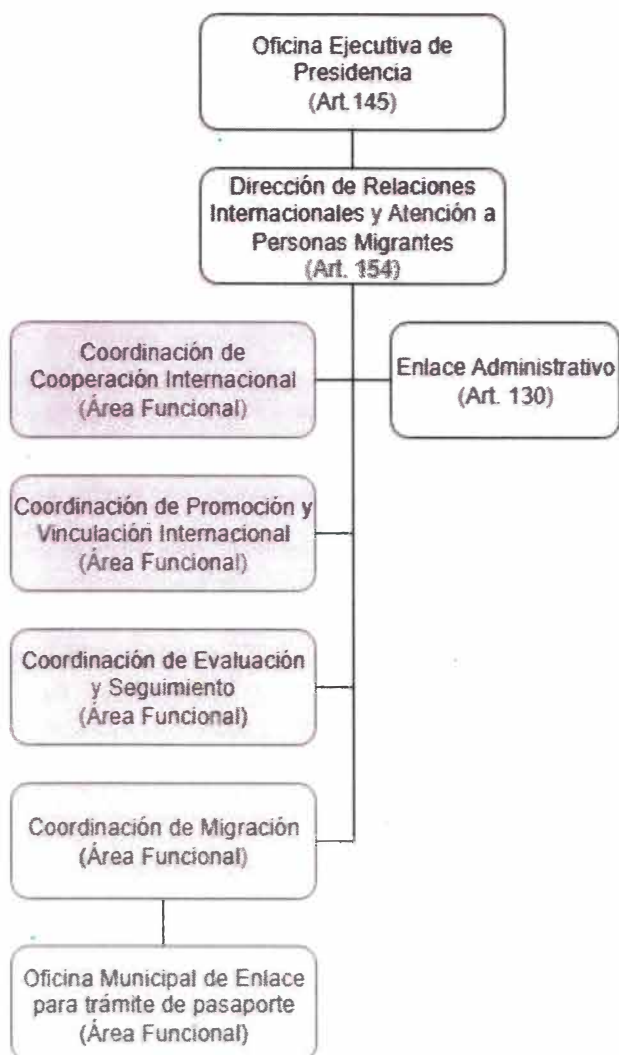 Oficina Ejecutiva de
Presidencia
(Art. 145)
Dirección de Relaciones
Internacionales y Atención a
Personas Migrantes
(Art. 154)
Coordinación de
Cooperación Internacional
(Área Funcional)
Enlace Administrativo
(Art. 130)
Coordinación de Promoción y
Vinculación Internacional
(Área Funcional)
Coordinación de Evaluación
y Seguimiento
(Área Funcional)
Coordinación de Migración
(Área Funcional)
Oficina Municipal de Enlace
para trámite de pasaporte
(Área Funcional)